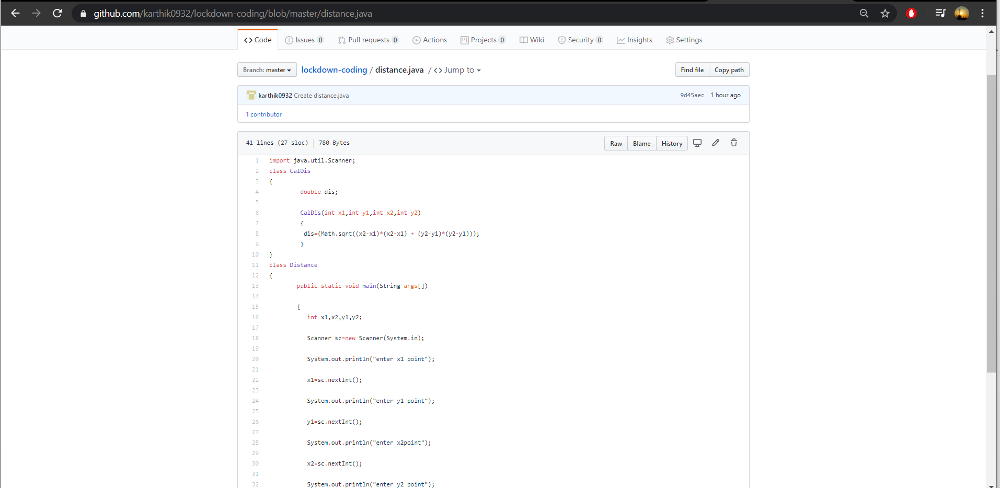 github.com/karthik0932/lockdown-coding/blob/master/distance.java
Code Issues 0 Pull requests 0 Actions Projects 0 Wiki Security 0 Insights Settings
Branch: master lockdown-coding / distance.java / Jump to Find file Copy path
karthik0932 Create distance.java 9d45aec 1 hour ago
1 contributor
41 lines (27 sloc) 780 Bytes Raw Blame History
1 import java.util.Scanner;
2 class CalDis
3 {
4 double dis;
5
6 CalDis(int x1,int y1,int x2,int y2)
7 {
8 dis=(Math.sqrt((x2-x1)*(x2-x1) + (y2-y1)*(y2-y1)));
9 }
10 }
11 class Distance
12 {
13 public static void main(String args[])
14
15 {
16 int x1,x2,y1,y2;
17
18 Scanner sc=new Scanner(System.in);
19
20 System.out.println("enter x1 point");
21
22 x1=sc.nextInt();
23
24 System.out.println("enter y1 point");
25
26 y1=sc.nextInt();
27
28 System.out.println("enter x2point");
29
30 x2=sc.nextInt();
31
32 System.out.println("enter y2 point");